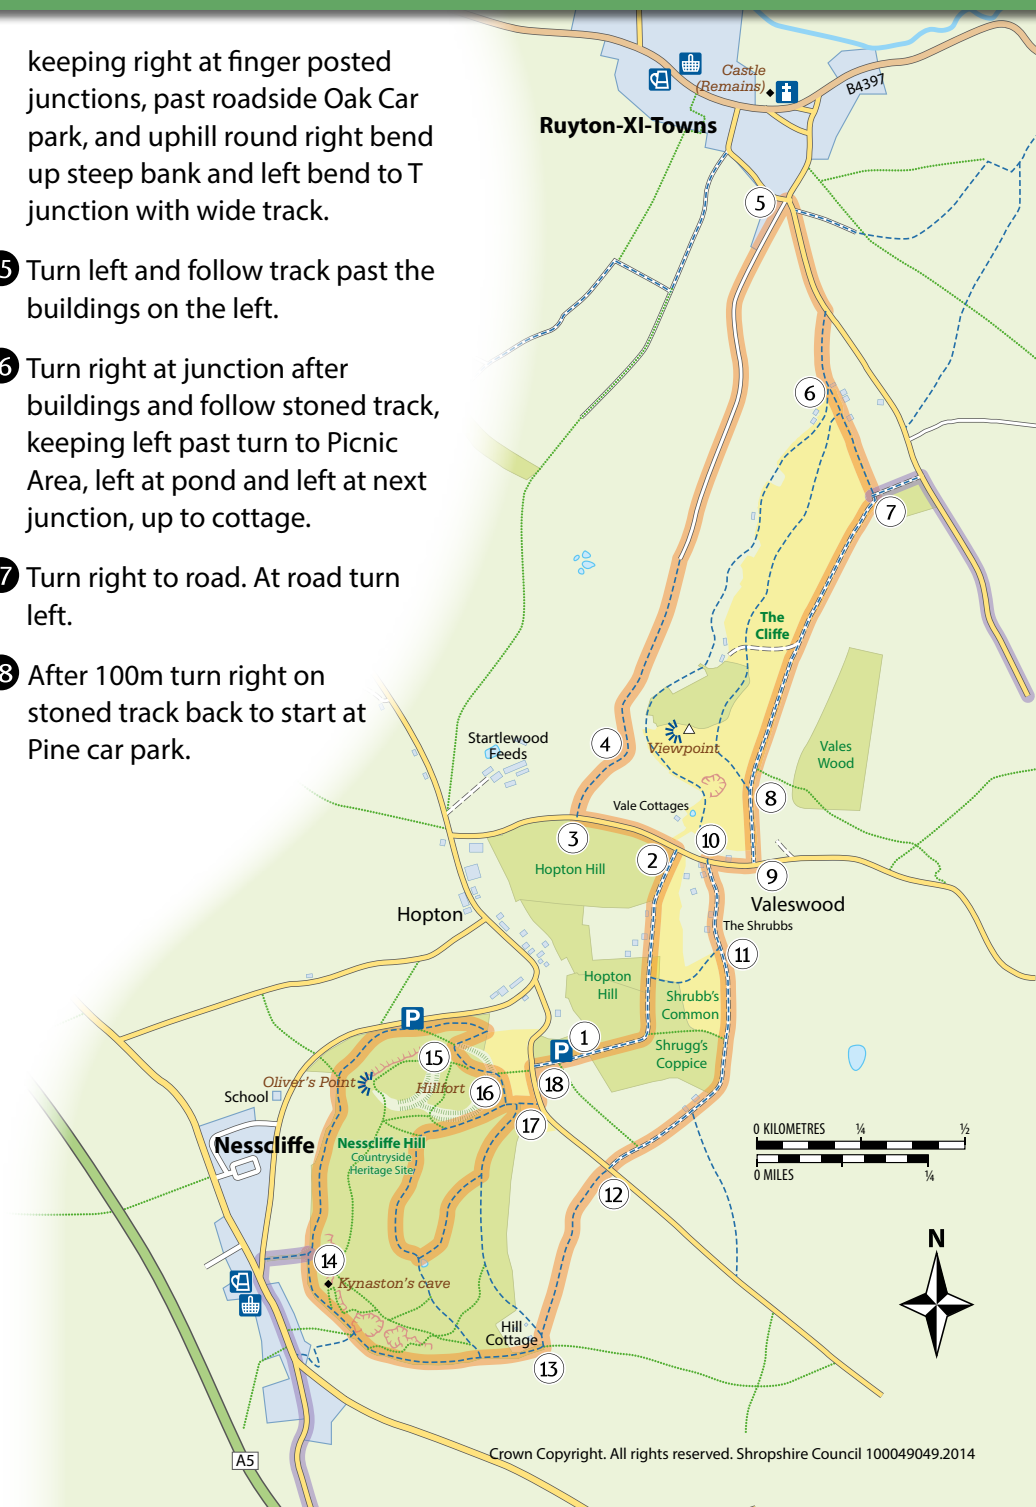 keeping right at finger posted
junctions, past roadside Oak Car
park, and uphill round right bend
up steep bank and left bend to T
junction with wide track.
5 Turn left and follow track past the
buildings on the left.
6 Turn right at junction after
buildings and follow stoned track,
keeping left past turn to Picnic
Area, left at pond and left at next
junction, up to cottage.
7 Turn right to road. At road turn
left.
8 After 100m turn right on
stoned track back to start at
Pine car park.
Castle
(Remains)
B4397
Ruyton-XI-Towns
5
6
7
The
Cliffe
4
Viewpoint
Startlewood
Feeds
Vales
Wood
8
Vale Cottages
3
10
2
Hopton Hill
9
Valeswood
Hopton
The Shrubbs
11
Hopton
Hill
Shrubb's
Common
P
1
P
Shrugg's
Coppice
15
Oliver's Point
Hillfort
16
18
School
17
Nesscliffe
Nesscliffe Hill
Countryside
Heritage Site
0 KILOMETRES ¼ ½
0 MILES ¼
12
N
14
Kynaston's cave
Hill
Cottage
13
A5
Crown Copyright. All rights reserved. Shropshire Council 100049049.2014